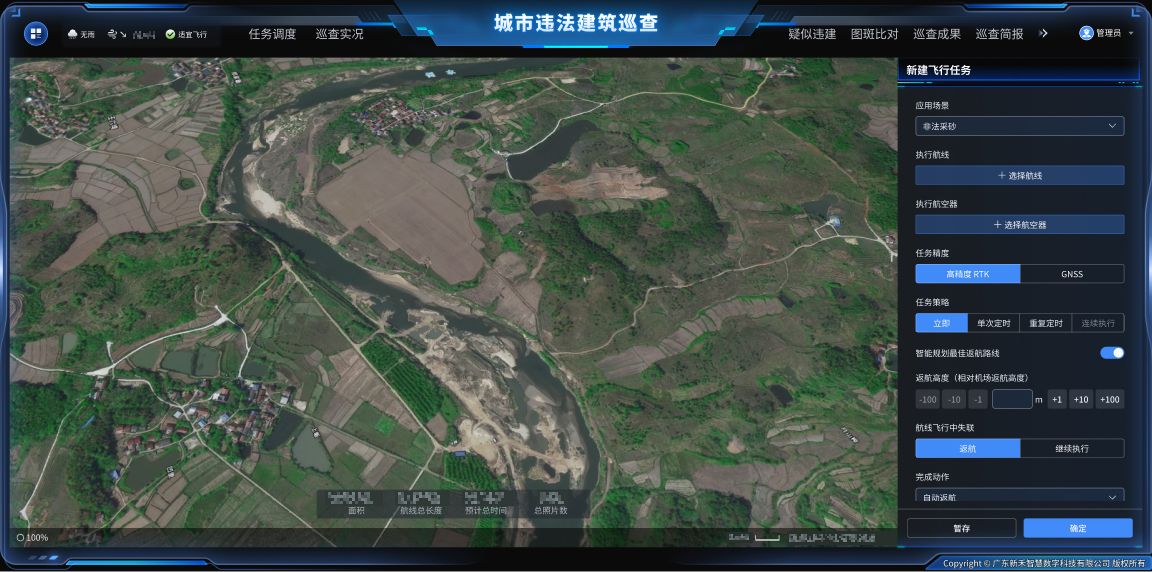 城市违法建筑巡查
无雨
适宜飞行
任务调度
巡查实况
疑似违建
图斑比对
巡查成果
巡查简报
管理员
新建飞行任务
应用场景
非法采砂
执行航线
+ 选择航线
执行航空器
+ 选择航空器
任务精度
高精度 RTK
GNSS
任务策略
立即
单次定时
重复定时
连续执行
智能规划最佳返航路线
返航高度（相对机场返航高度）
-100
-10
-1
m
+1
+10
+100
航线飞行中失联
返航
继续执行
完成动作
自动返航
暂存
确定
面积
航线总长度
预计总时间
总照片数
100%
Copyright © 广东新禾智慧数字科技有限公司 版权所有